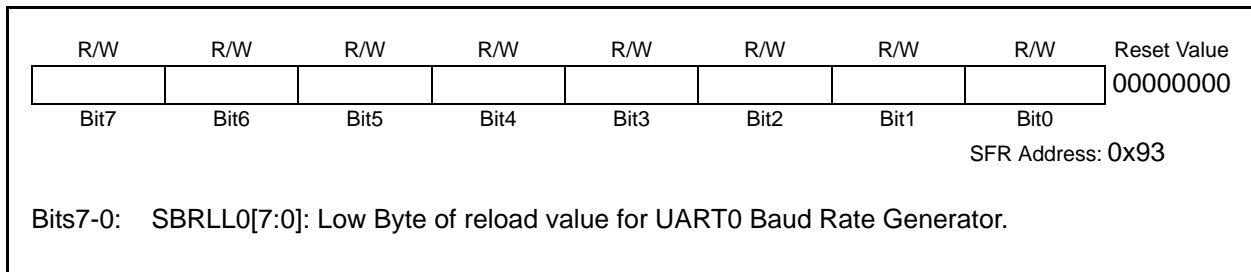 R/W R/W R/W R/W R/W R/W R/W R/W Reset Value
00000000
Bit7 Bit6 Bit5 Bit4 Bit3 Bit2 Bit1 Bit0
SFR Address: 0x93
Bits7-0: SBRLL0[7:0]: Low Byte of reload value for UART0 Baud Rate Generator.